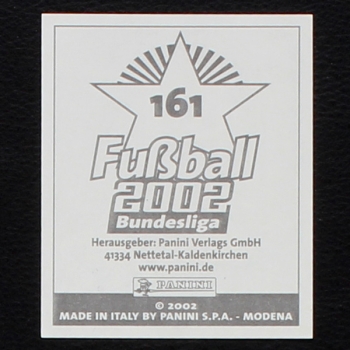 161
Fußball
2002
Bundesliga
Herausgeber: Panini Verlags GmbH
41334 Nettetal-Kaldenkirchen
www.panini.de
PANINI
© 2002
MADE IN ITALY BY PANINI S.P.A. - MODENA